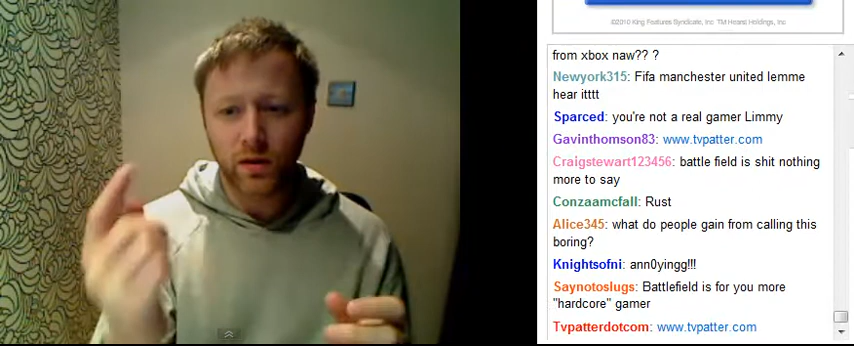 ©2010 King Features Syndicate, Inc TM Hearst Holdings, Inc
from xbox naw?? ?
Newyork315: Fifa manchester united lemme
hear itttt
Sparced: you're not a real gamer Limmy
Gavinthomson83: www.tvpatter.com
Craigstewart123456: battle field is shit nothing
more to say
Conzaamcfall: Rust
Alice345: what do people gain from calling this
boring?
Knightsofni: ann0yingg!!!
Saynotoslugs: Battlefield is for you more
"hardcore" gamer
Tvpatterdotcom: www.tvpatter.com